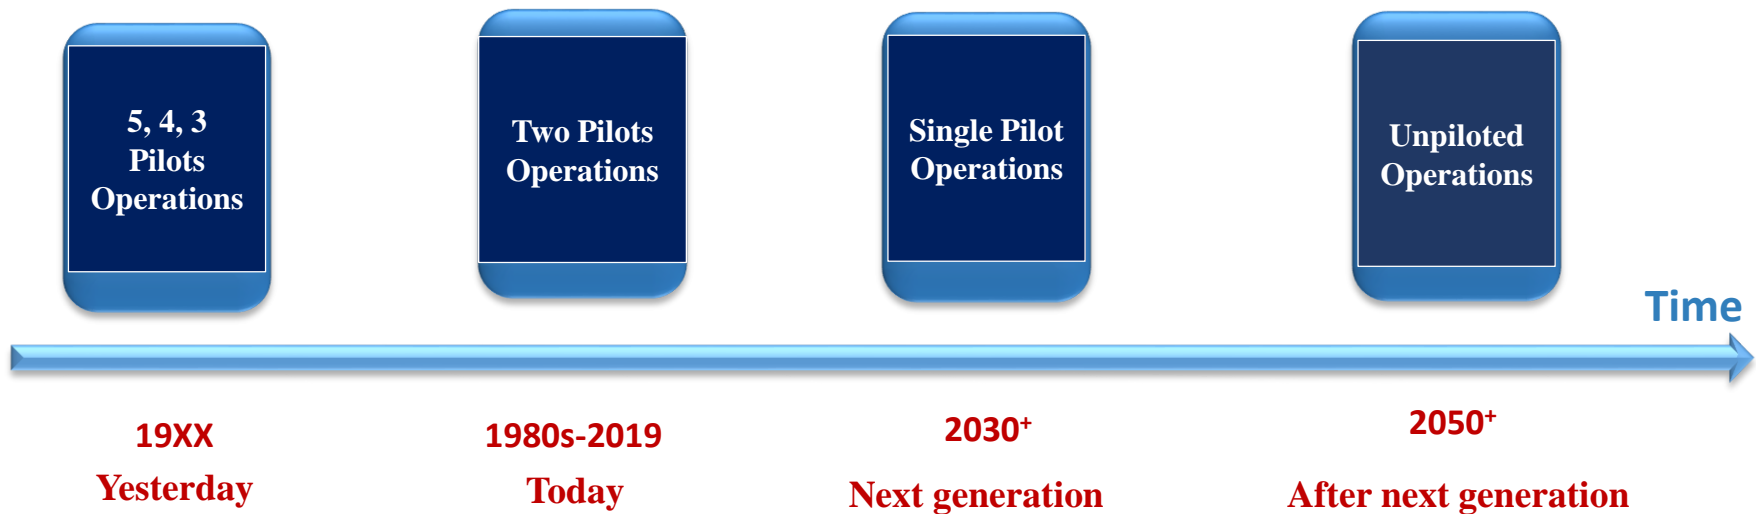 5, 4, 3
Pilots
Operations
Two Pilots
Operations
Single Pilot
Operations
Unpiloted
Operations
Time
19XX
Yesterday
1980s-2019
Today
2030+
Next generation
2050+
After next generation